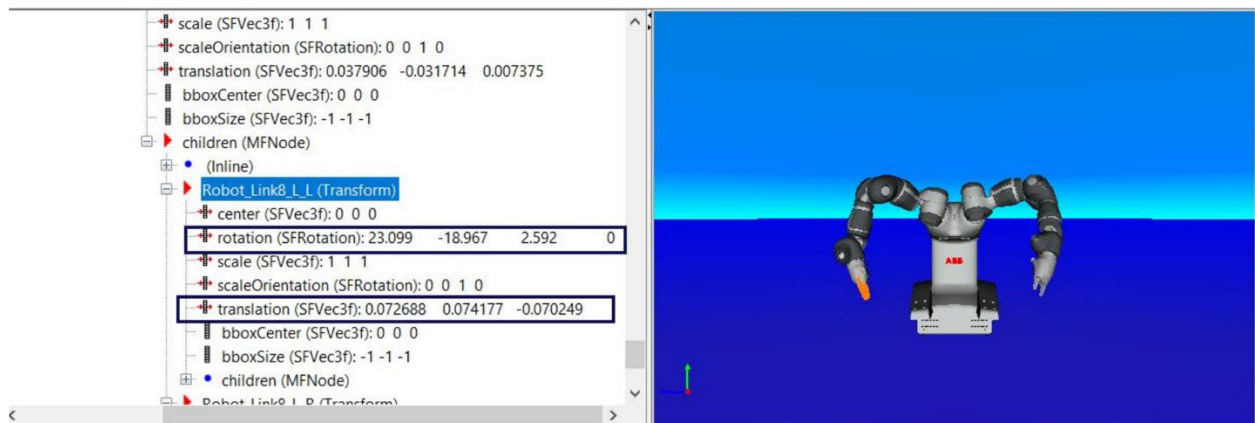 scale (SFVec3f): 1 1 1
scaleOrientation (SFRotation): 0 0 1 0
translation (SFVec3f): 0.037906 -0.031714 0.007375
bboxCenter (SFVec3f): 0 0 0
bboxSize (SFVec3f): -1 -1 -1
children (MFNode)
(Inline)
Robot_Link8_L_L (Transform)
center (SFVec3f): 0 0 0
rotation (SFRotation): 23.099 -18.967 2.592 0
scale (SFVec3f): 1 1 1
scaleOrientation (SFRotation): 0 0 1 0
translation (SFVec3f): 0.072688 0.074177 -0.070249
bboxCenter (SFVec3f): 0 0 0
bboxSize (SFVec3f): -1 -1 -1
children (MFNode)
Robot_Link8_L_R (Transform)
ABB